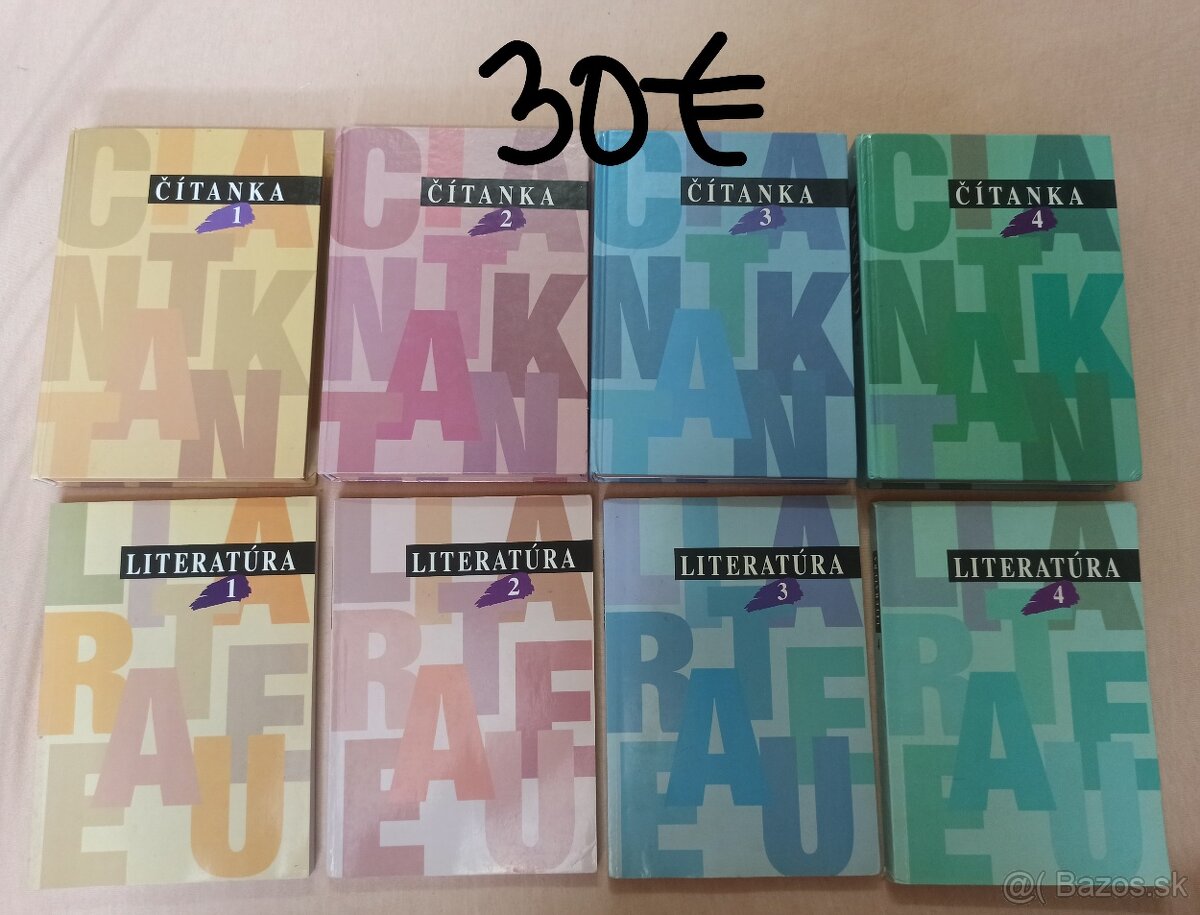 30€
ČÍTANKA
1
ČÍTANKA
2
ČÍTANKA
3
ČÍTANKA
4
LITERATÚRA
1
LITERATÚRA
2
LITERATÚRA
3
LITERATÚRA
4
@( Bazos.sk